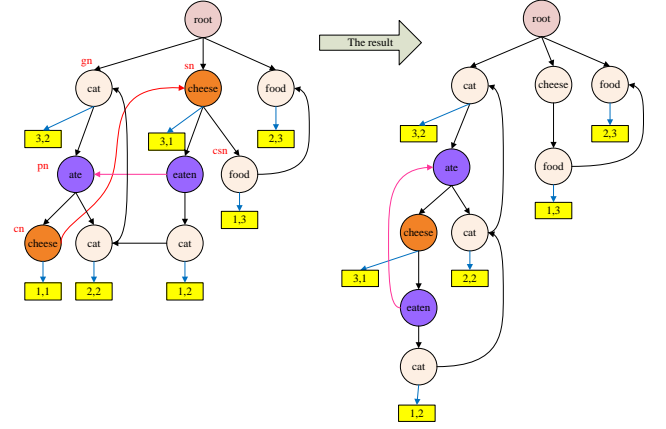 root
The result
root
gn
sn
cat
cheese
food
cat
cheese
food
3,2
3,1
2,3
3,2
2,3
csn
pn
ate
eaten
food
ate
food
1,3
1,3
cn
cheese
cat
cat
cheese
cat
1,1
2,2
1,2
3,1
2,2
eaten
cat
1,2